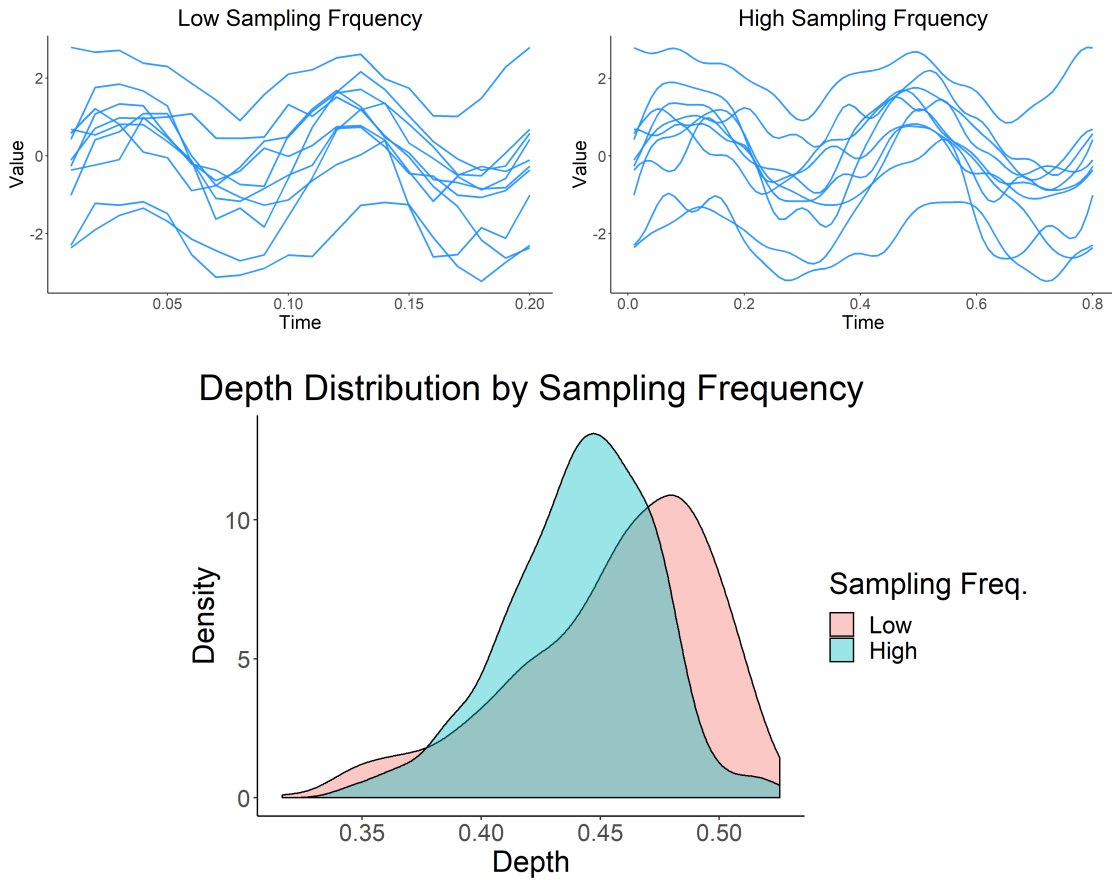 Low Sampling Frquency
High Sampling Frquency
Value
2
0
-2
0.05
0.10
0.15
0.20
Time
Value
2
0
-2
0.0
0.2
0.4
0.6
0.8
Time
Depth Distribution by Sampling Frequency
Density
10
5
0
0.35
0.40
0.45
0.50
Depth
Sampling Freq.
Low
High